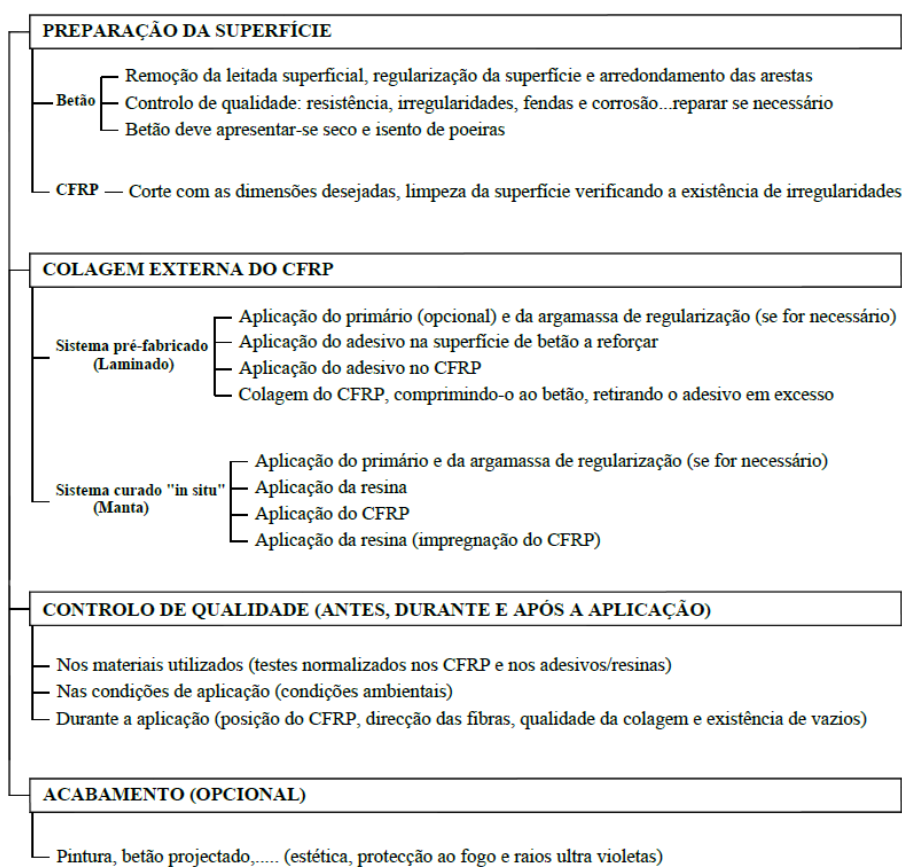 PREPARAÇÃO DA SUPERFÍCIE
Betão
Remoção da leitada superficial, regularização da superfície e arredondamento das arestas
Controlo de qualidade: resistência, irregularidades, fendas e corrosão...reparar se necessário
Betão deve apresentar-se seco e isento de poeiras
CFRP
Corte com as dimensões desejadas, limpeza da superfície verificando a existência de irregularidades
COLAGEM EXTERNA DO CFRP
Sistema pré-fabricado
(Laminado)
Aplicação do primário (opcional) e da argamassa de regularização (se for necessário)
Aplicação do adesivo na superfície de betão a reforçar
Aplicação do adesivo no CFRP
Colagem do CFRP, comprimindo-o ao betão, retirando o adesivo em excesso
Sistema curado "in situ"
(Manta)
Aplicação do primário e da argamassa de regularização (se for necessário)
Aplicação da resina
Aplicação do CFRP
Aplicação da resina (impregnação do CFRP)
CONTROLO DE QUALIDADE (ANTES, DURANTE E APÓS A APLICAÇÃO)
Nos materiais utilizados (testes normalizados nos CFRP e nos adesivos/resinas)
Nas condições de aplicação (condições ambientais)
Durante a aplicação (posição do CFRP, direcção das fibras, qualidade da colagem e existência de vazios)
ACABAMENTO (OPCIONAL)
Pintura, betão projectado,..... (estética, protecção ao fogo e raios ultra violetas)